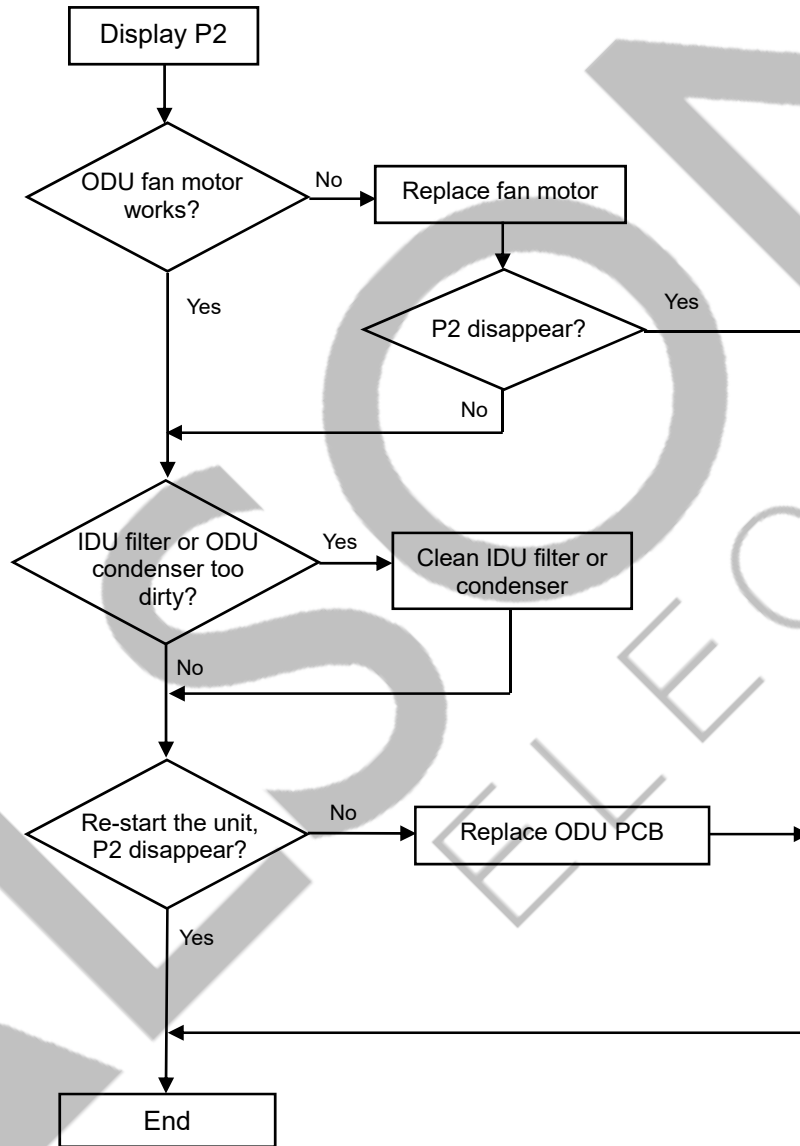 Display P2
ODU fan motor
works?
No
Replace fan motor
Yes
P2 disappear?
Yes
No
IDU filter or ODU
condenser too
dirty?
Yes
Clean IDU filter or
condenser
No
Re-start the unit,
P2 disappear?
No
Replace ODU PCB
Yes
End